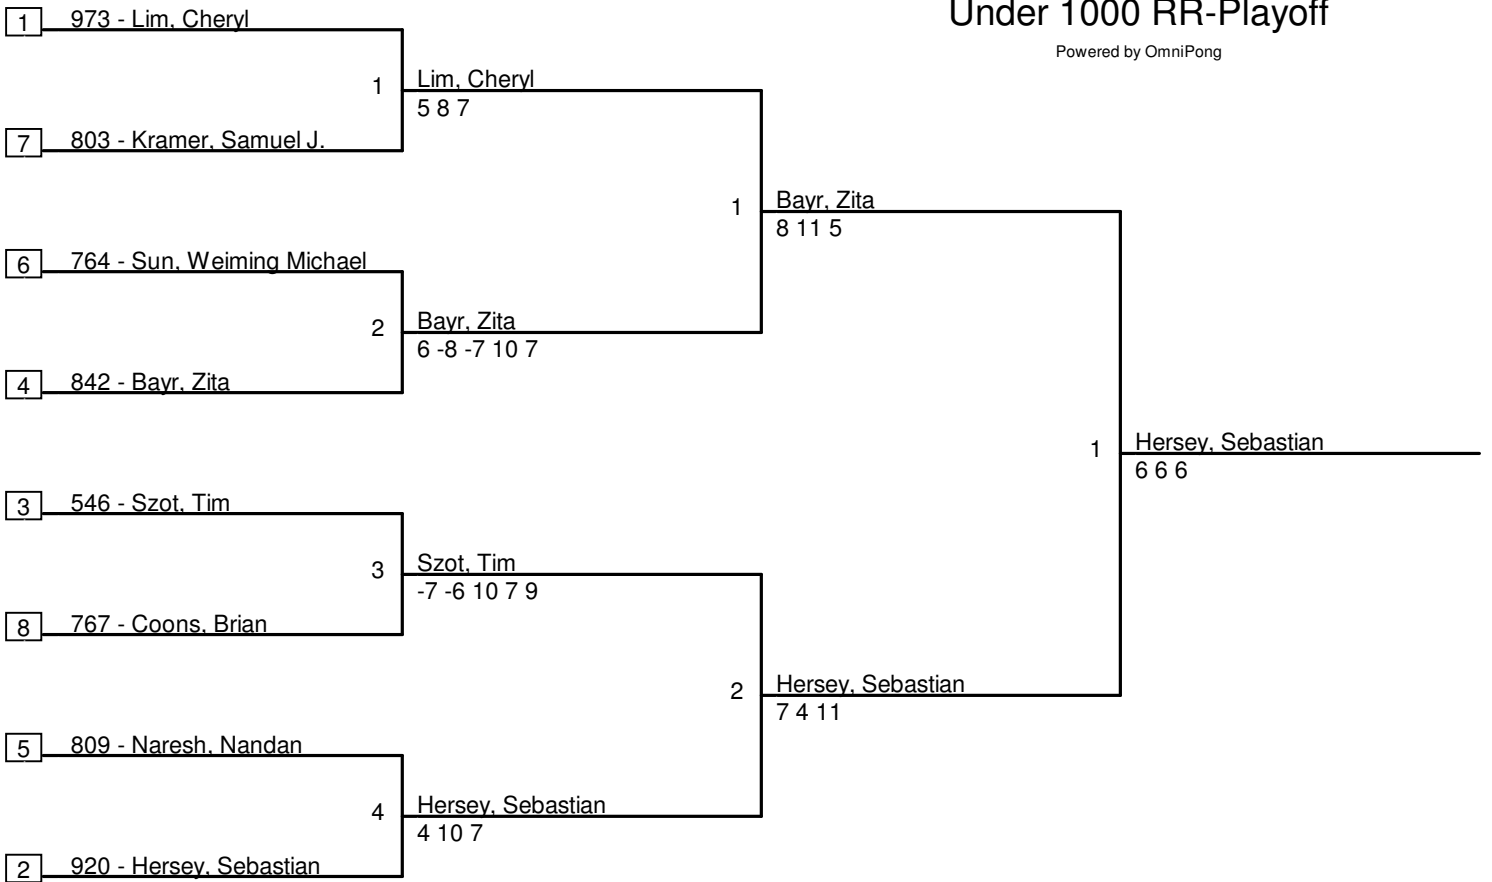 Under 1000 RR-Playoff
Powered by OmniPong
1 973 - Lim, Cheryl
1 Lim, Cheryl
5 8 7
7 803 - Kramer, Samuel J.
1 Bayr, Zita
8 11 5
6 764 - Sun, Weiming Michael
2 Bayr, Zita
6 -8 -7 10 7
4 842 - Bayr, Zita
1 Hersey, Sebastian
6 6 6
3 546 - Szot, Tim
3 Szot, Tim
-7 -6 10 7 9
8 767 - Coons, Brian
2 Hersey, Sebastian
7 4 11
5 809 - Naresh, Nandan
4 Hersey, Sebastian
4 10 7
2 920 - Hersey, Sebastian